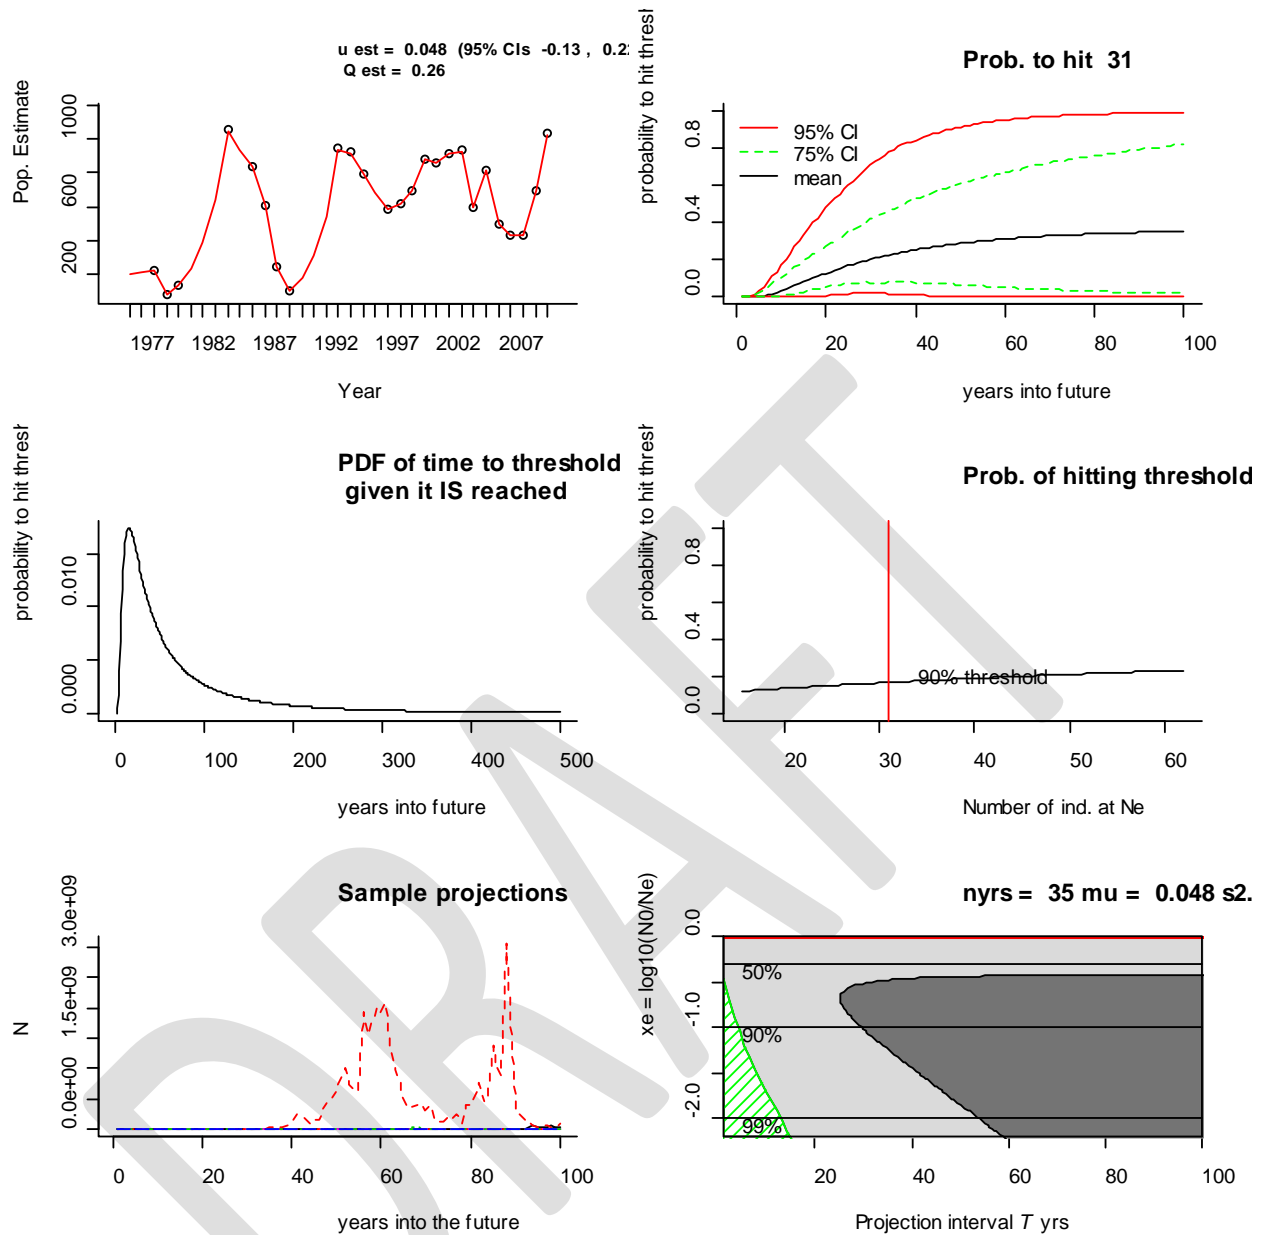 u est = 0.048 (95% CIs -0.13 , 0.2
Q est = 0.26
Pop. Estimate
1000
600
200
1977 1982 1987 1992 1997 2002 2007
Year
Prob. to hit 31
probability to hit thresh
0.8
0.4
0.0
95% CI
75% CI
mean
0 20 40 60 80 100
years into future
PDF of time to threshold
given it IS reached
probability to hit thresh
0.010
0.000
0 100 200 300 400 500
years into future
Prob. of hitting threshold
probability to hit thresh
0.8
0.4
0.0
90% threshold
20 30 40 50 60
Number of ind. at Ne
Sample projections
N
3.0e+09
1.5e+09
0.0e+00
0 20 40 60 80 100
years into the future
nyrs = 35 mu = 0.048 s2.
xe = log10(N0/Ne)
0.0
-1.0
-2.0
50%
90%
99%
20 40 60 80 100
Projection interval T yrs
DRAFT